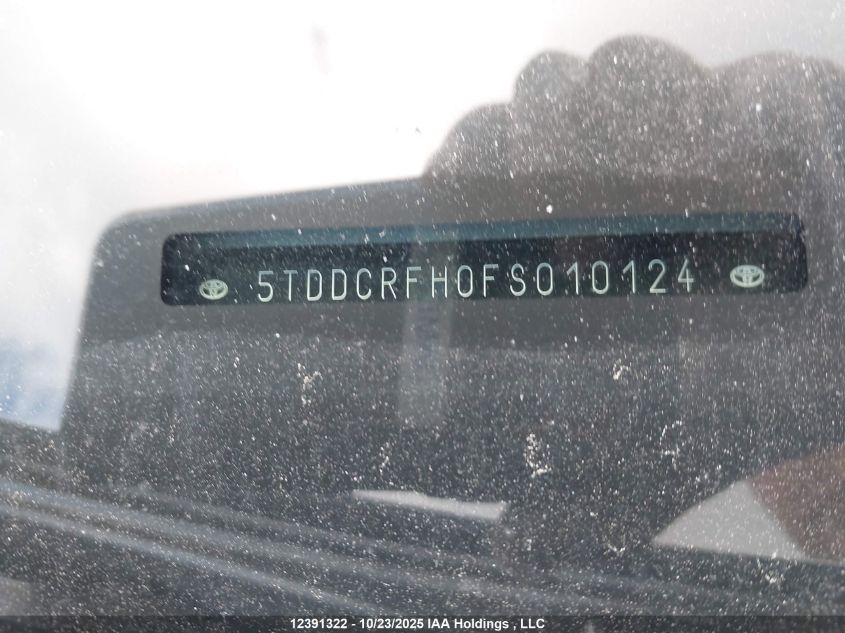 5TDDCRFH0FS010124
12391322 - 10/23/2025 IAA Holdings , LLC